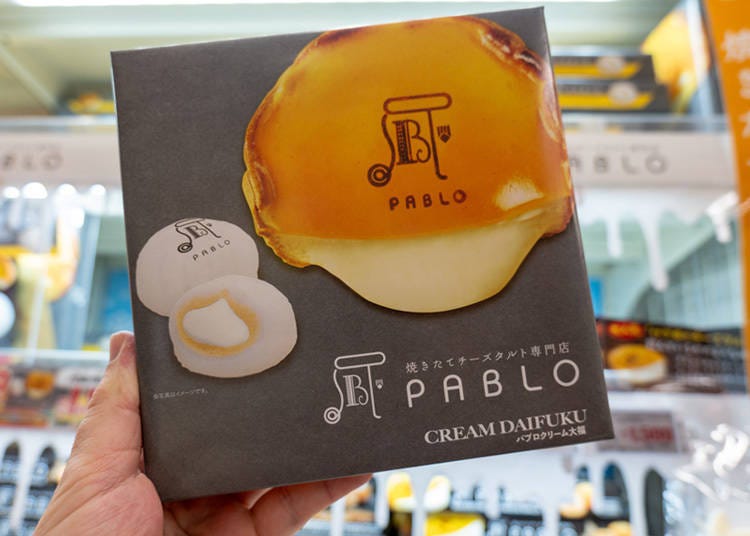 PABLO
PABLO
PABLO
PABLO
焼きたてチーズタルト専門店
PABLO
CREAM DAIFUKU
パブロクリーム大福
※写真はイメージです。